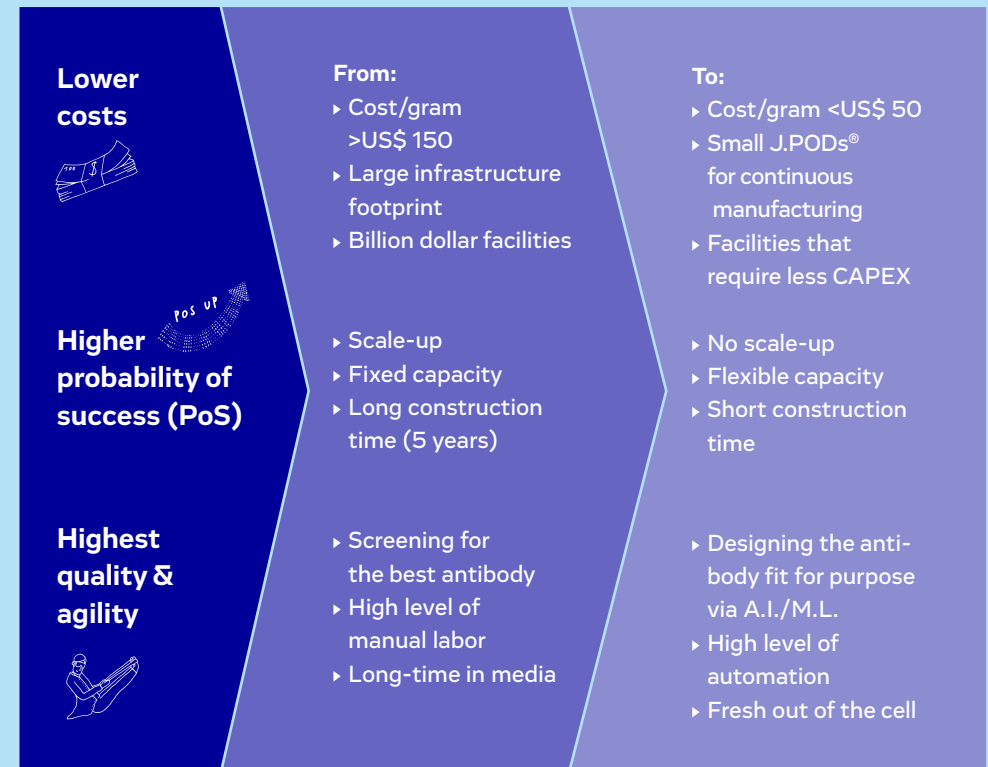 Lower
costs
100 $
From:
▸ Cost/gram
>US$ 150
▸ Large infrastructure
footprint
▸ Billion dollar facilities
To:
▸ Cost/gram <US$ 50
▸ Small J.PODs®
for continuous
manufacturing
▸ Facilities that
require less CAPEX
POS UP
Higher
probability of
success (PoS)
▸ Scale-up
▸ Fixed capacity
▸ Long construction
time (5 years)
▸ No scale-up
▸ Flexible capacity
▸ Short construction
time
Highest
quality &
agility
▸ Screening for
the best antibody
▸ High level of
manual labor
▸ Long-time in media
▸ Designing the anti-
body fit for purpose
via A.I./M.L.
▸ High level of
automation
▸ Fresh out of the cell